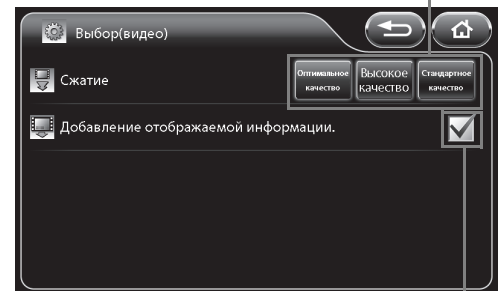 Выбор(видео)
Сжатие
Оптимальное
качество
Высокое
качество
Стандартное
качество
Добавление отображаемой информации.